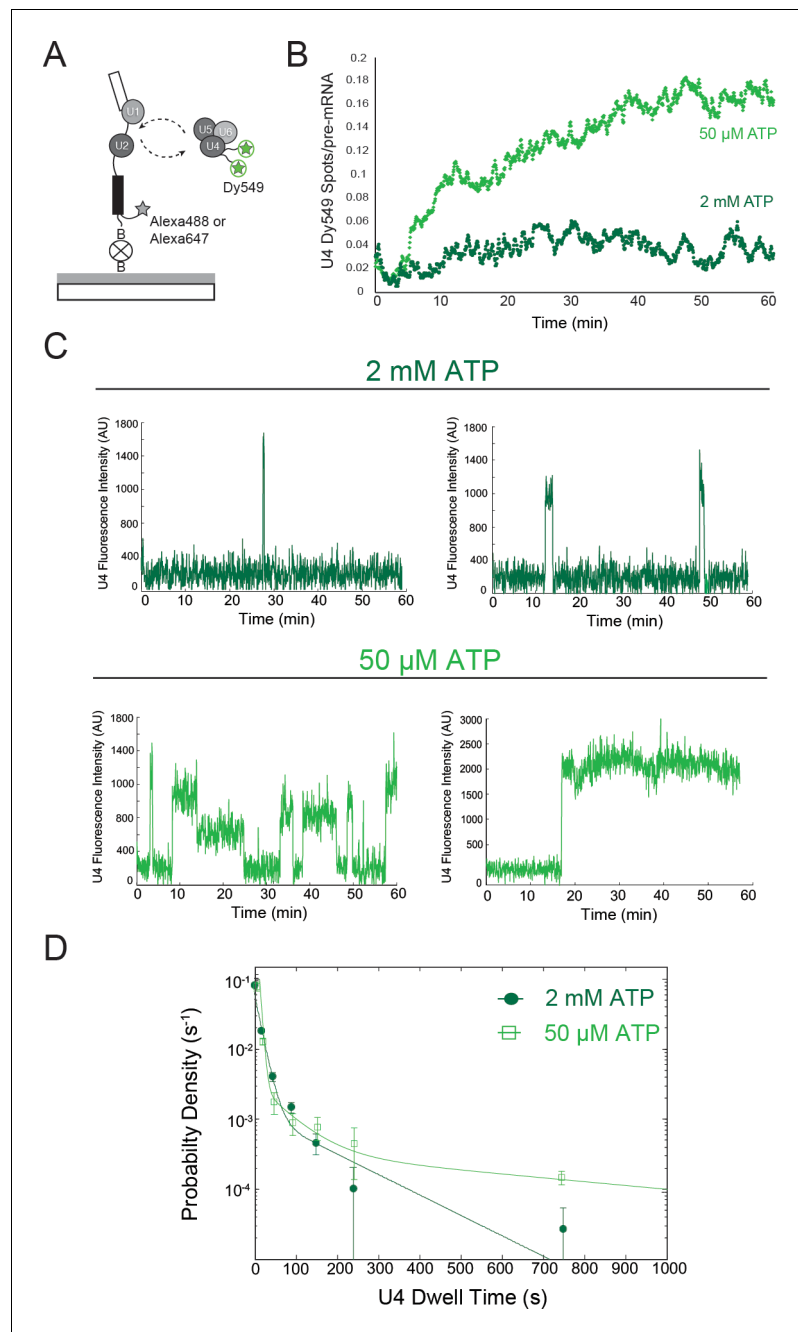 A
U1
U2
U5
U6
U4
Dy549
Alexa488 or
Alexa647
B
B
B
U4 Dy549 Spots/pre-mRNA
0.2
0.18
0.16
0.14
0.12
0.10
0.08
0.06
0.04
0.02
0
50 µM ATP
2 mM ATP
0
10
20
30
40
50
60
Time (min)
C
2 mM ATP
U4 Fluorescence Intensity (AU)
1800
1400
1000
800
400
0
0
10
20
30
40
50
60
Time (min)
U4 Fluorescence Intensity (AU)
1800
1400
1000
800
400
0
0
10
20
30
40
50
60
Time (min)
50 µM ATP
U4 Fluorescence Intensity (AU)
1800
1400
1000
800
400
0
0
10
20
30
40
50
60
Time (min)
U4 Fluorescence Intensity (AU)
3000
2500
2000
1500
1000
500
0
0
10
20
30
40
50
60
Time (min)
D
Probabilty Density (s⁻¹)
10⁻¹
10⁻²
10⁻³
10⁻⁴
2 mM ATP
50 µM ATP
0
100
200
300
400
500
600
700
800
900
1000
U4 Dwell Time (s)